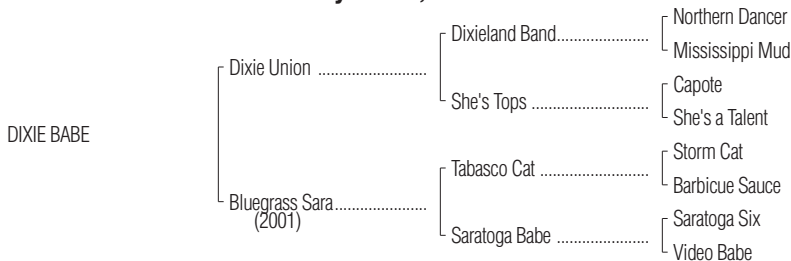 Northern Dancer
Dixieland Band......................
Mississippi Mud
Dixie Union .........................
Capote
She's Tops ...........................
She's a Talent
DIXIE BABE
Storm Cat
Tabasco Cat .........................
Barbicue Sauce
Bluegrass Sara......................
(2001)
Saratoga Six
Saratoga Babe ......................
Video Babe